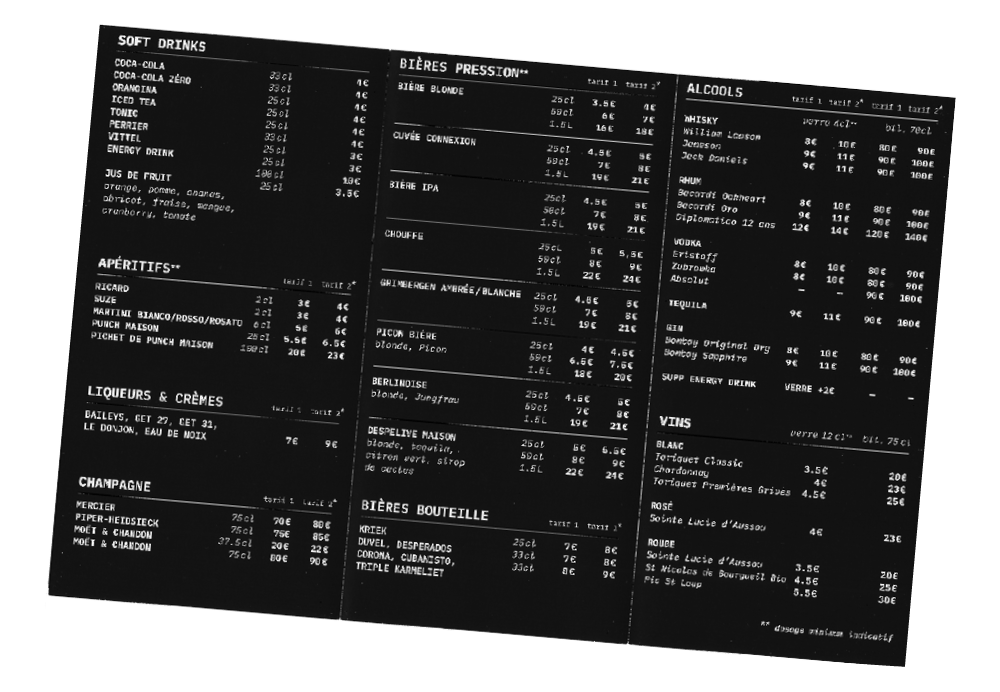 SOFT DRINKS
COCA-COLA 33cl 4€
COCA-COLA ZÉRO 33cl 4€
ORANGINA 25cl 4€
ICED TEA 25cl 4€
TONIC 25cl 4€
PERRIER 33cl 4€
VITTEL 25cl 3€
ENERGY DRINK 25cl 3€
100cl 10€
JUS DE FRUIT 25cl 3.5€
orange, pomme, ananas,
abricot, fraise, mangue,
cranberry, tomate
APÉRITIFS**
tarif 1 tarif 2*
RICARD 2cl 3€ 4€
SUZE 2cl 3€ 4€
MARTINI BIANCO/ROSSO/ROSATO 6cl 5€ 6€
PUNCH MAISON 25cl 5.5€ 6.5€
PICHET DE PUNCH MAISON 100cl 20€ 23€
LIQUEURS & CRÈMES
tarif 1 tarif 2*
BAILEYS, GET 27, GET 31,
LE DONJON, EAU DE NOIX 7€ 9€
CHAMPAGNE
tarif 1 tarif 2*
MERCIER 75cl 70€ 80€
PIPER-HEIDSIECK 75cl 75€ 85€
MOËT & CHANDON 37.5cl 20€ 22€
MOËT & CHANDON 75cl 80€ 90€
BIÈRES PRESSION**
tarif 1 tarif 2*
BIÈRE BLONDE 25cl 3.5€ 4€
50cl 6€ 7€
1.5L 16€ 18€
CUVÉE CONNEXION 25cl 4.5€ 5€
50cl 7€ 8€
1.5L 19€ 21€
BIÈRE IPA 25cl 4.5€ 5€
50cl 7€ 8€
1.5L 19€ 21€
CHOUFFE 25cl 5€ 5,5€
50cl 8€ 9€
1.5L 22€ 24€
GRIMBERGEN AMBRÉE/BLANCHE 25cl 4.5€ 5€
50cl 7€ 8€
1.5L 19€ 21€
PICON BIÈRE 25cl 4€ 4.5€
blonde, Picon 50cl 6.5€ 7.5€
1.5L 18€ 20€
BERLINOISE 25cl 4.5€ 5€
blonde, Jungfrau 50cl 7€ 8€
1.5L 19€ 21€
DESPELIVE MAISON 25cl 5€ 5.5€
blonde, tequila, 50cl 8€ 9€
citron vert, sirop 1.5L 22€ 24€
de cactus
BIÈRES BOUTEILLE
tarif 1 tarif 2*
KRIEK 25cl 7€ 8€
DUVEL, DESPERADOS 33cl 7€ 8€
CORONA, CUBANISTO, 33cl 8€ 9€
TRIPLE KARMELIET
ALCOOLS
tarif 1 tarif 2* tarif 1 tarif 2*
WHISKY verre 4cl** btl. 70cl
William Lawson 8€ 10€ 80€ 90€
Jameson 9€ 11€ 90€ 100€
Jack Daniels 9€ 11€ 90€ 100€
RHUM
Bacardi Oakheart 8€ 10€ 80€ 90€
Bacardi Oro 9€ 11€ 90€ 100€
Diplomatico 12 ans 12€ 14€ 120€ 140€
VODKA
Eristoff 8€ 10€ 80€ 90€
Zubrowka 8€ 10€ 80€ 90€
Absolut – – 90€ 100€
TEQUILA 9€ 11€ 90€ 100€
GIN
Bombay Original Dry 8€ 10€ 80€ 90€
Bombay Sapphire 9€ 11€ 90€ 100€
SUPP ENERGY DRINK VERRE +2€ – –
VINS
verre 12cl** btl. 75cl
BLANC
Tariquet Classic 3.5€ 20€
Chardonnay 4€ 23€
Tariquet Premières Grives 4.5€ 25€
ROSÉ
Sainte Lucie d'Aussou 4€ 23€
ROUGE
Sainte Lucie d'Aussou 3.5€ 20€
St Nicolas de Bourgueil Bio 4.5€ 25€
Pic St Loup 5.5€ 30€
** dosage minimum indicatif